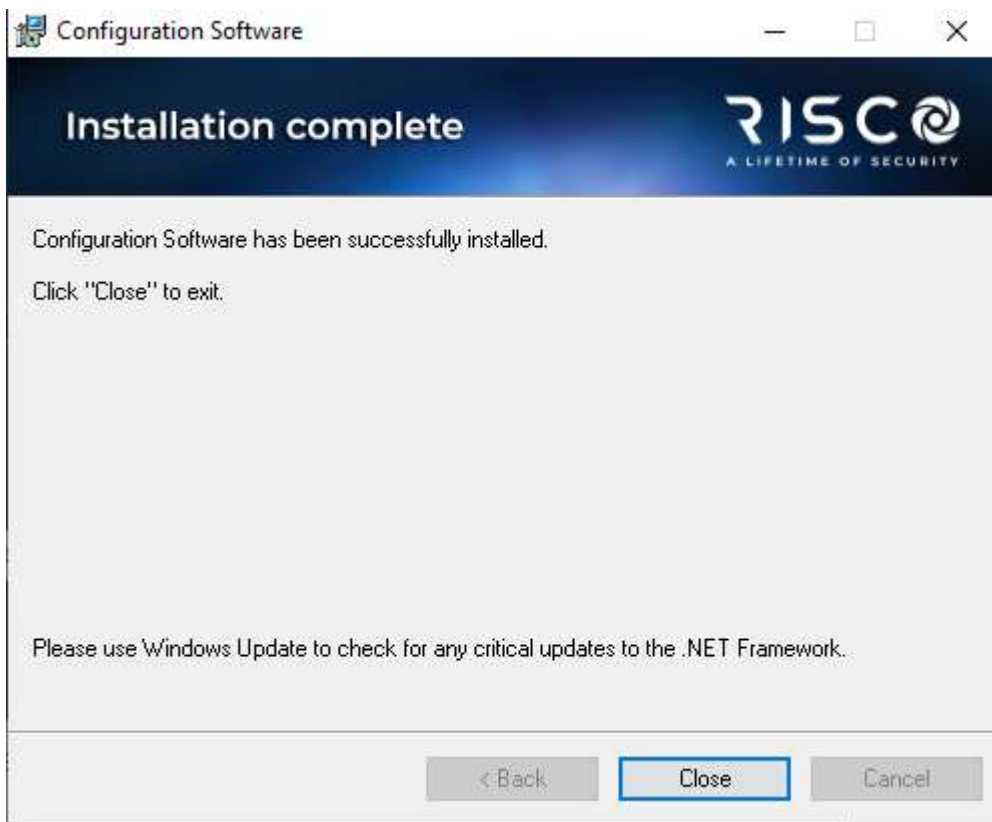 Configuration Software
Installation complete
RISCO
A LIFETIME OF SECURITY
Configuration Software has been successfully installed.
Click "Close" to exit.
Please use Windows Update to check for any critical updates to the .NET Framework.
< Back
Close
Cancel